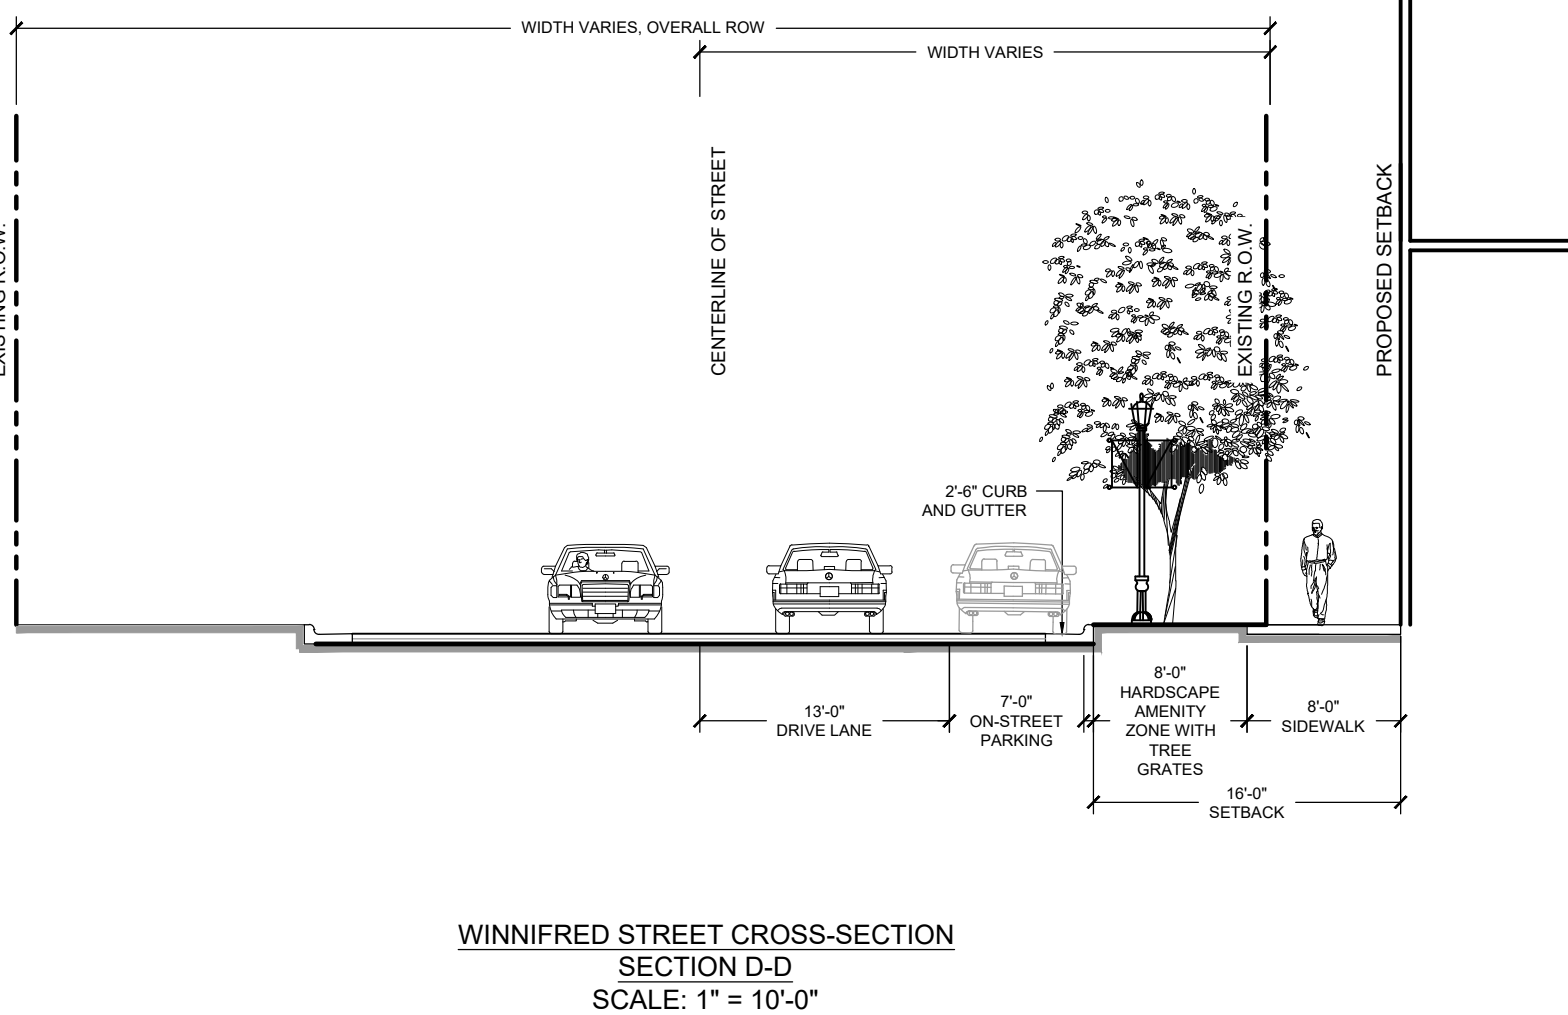 WIDTH VARIES, OVERALL ROW
WIDTH VARIES
EXISTING R.O.W.
CENTERLINE OF STREET
EXISTING R.O.W.
PROPOSED SETBACK
2'-6" CURB
AND GUTTER
13'-0"
DRIVE LANE
7'-0"
ON-STREET
PARKING
8'-0"
HARDSCAPE
AMENITY
ZONE WITH
TREE
GRATES
8'-0"
SIDEWALK
16'-0"
SETBACK
WINNIFRED STREET CROSS-SECTION
SECTION D-D
SCALE: 1" = 10'-0"